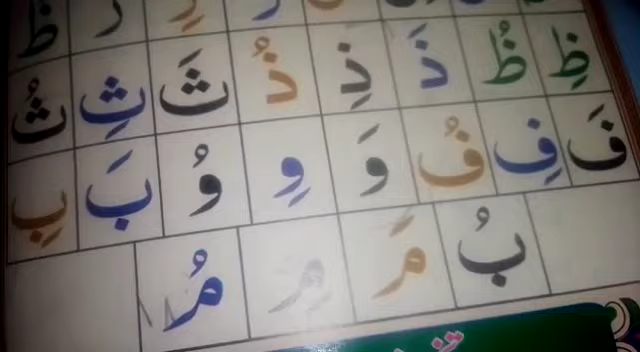 ظِ ظُ ذَ ذِ ذُ ثَ ثِ ثُ
فَ فِ فُ وَ وِ وُ بَ بِ
بُ مَ مِ مُ